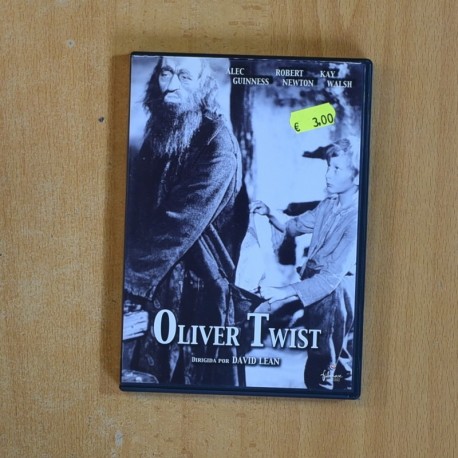 ALEC ROBERT KAY
GUINNESS NEWTON WALSH
€ 3.00
OLIVER TWIST
DIRIGIDA POR DAVID LEAN